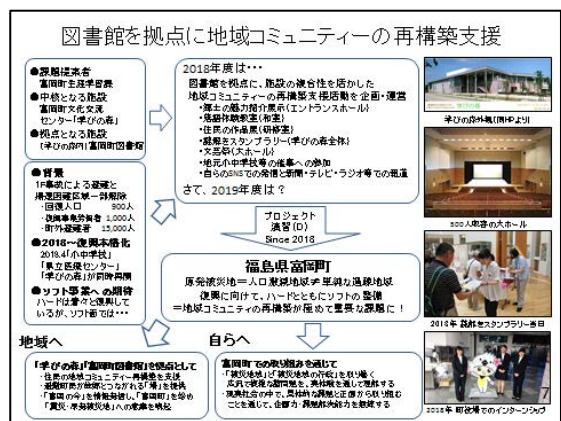 図書館を拠点に地域コミュニティーの再構築支援
●課題提案者
富岡町生涯学習課
●中核となる施設
富岡町文化交流
センター「学びの森」
●拠点となる施設
「学びの森内」富岡町図書館
●背景
1F事故による避難と
帰還困難区域一部解除
・回復人口 900人
・復興事業労働者 1,000人
・町外避難者 13,000人
●2018~復興本格化
2018.4「小中学校」
「県立医療センター」
「学びの森」が同時再開
●ソフト事業への期待
ハードは着々と復興して
いるが、ソフト面では・・・
2018年度は・・・
図書館を拠点に、施設の複合性を活かした
地域コミュニティーの再構築支援活動を企画・運営
・郷土の魅力紹介展示(エントランスホール)
・落語体験教室(和室)
・住民の作品展(研修室)
・謎解きスタンプラリー(学びの森全体)
・文芸祭(大ホール)
・地元小中学校等の催事への参加
・自らのSNSでの発信と新聞・テレビ・ラジオ等での報道
さて、2019年度は?
プロジェクト
演習(D)
Since 2018
福島県富岡町
原発被災地=人口激減地域≠単純な過疎地域
復興に向けて、ハードとともにソフトの整備
=地域コミュニティの再構築が極めて重要な課題に!
地域へ
「学びの森」「富岡町図書館」を拠点として
・住民の地域コミュニティー再構築を支援
・避難町民が故郷とつながれる「場」を提供
・「富岡の今」を情報発信し、「富岡町」を始め
「震災・原発被災地」への意識を喚起
自らへ
富岡町での取り組みを通じて
・「被災地域」と「被災地域の行政」を取り巻く
広汎で複雑な諸問題を、実体験を通して理解する
・現実社会の中で、具体的な課題と正面から取り組む
ことを通じて、企画力・課題解決能力を鍛錬する
学びの森外観(同HPより)
500人収容の大ホール
2018年 謎解きスタンプラリー当日
2018年 町役場でのインターンシップ
7